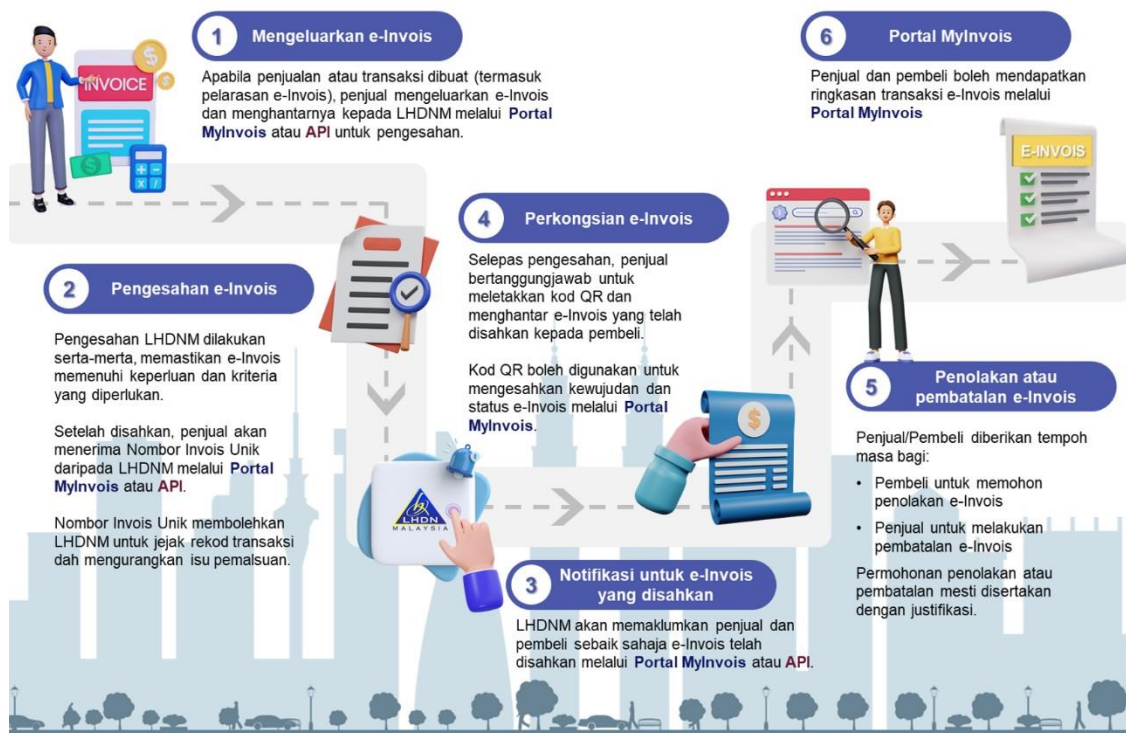 1
Mengeluarkan e-Invois
INVOICE
Apabila penjualan atau transaksi dibuat (termasuk
pelarasan e-Invois), penjual mengeluarkan e-Invois
dan menghantarnya kepada LHDNM melalui Portal
MyInvois atau API untuk pengesahan.
2
Pengesahan e-Invois
Pengesahan LHDNM dilakukan
serta-merta, memastikan e-Invois
memenuhi keperluan dan kriteria
yang diperlukan.
Setelah disahkan, penjual akan
menerima Nombor Invois Unik
daripada LHDNM melalui Portal
MyInvois atau API.
Nombor Invois Unik membolehkan
LHDNM untuk jejak rekod transaksi
dah mengurangkan isu pemalsuan.
LHDN
MALAYSIA
3
Notifikasi untuk e-Invois
yang disahkan
LHDNM akan memaklumkan penjual dan
pembeli sebaik sahaja e-Invois telah
disahkan melalui Portal MyInvois atau API.
4
Perkongsian e-Invois
Selepas pengesahan, penjual
bertanggungjawab untuk
meletakkan kod QR dan
menghantar e-Invois yang telah
disahkan kepada pembeli.
Kod QR boleh digunakan untuk
mengesahkan kewujudan dan
status e-Invois melalui Portal
MyInvois.
5
Penolakan atau
pembatalan e-Invois
Penjual/Pembeli diberikan tempoh
masa bagi:
• Pembeli untuk memohon
penolakan e-Invois
• Penjual untuk melakukan
pembatalan e-Invois
Permohonan penolakan atau
pembatalan mesti disertakan
dengan justifikasi.
6
Portal MyInvois
Penjual dan pembeli boleh mendapatkan
ringkasan transaksi e-Invois melalui
Portal MyInvois
E-INVOIS